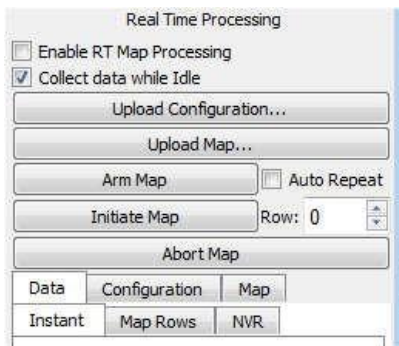 Real Time Processing
Enable RT Map Processing
Collect data while Idle
Upload Configuration...
Upload Map...
Arm Map Auto Repeat
Initiate Map Row: 0
Abort Map
Data Configuration Map
Instant Map Rows NVR